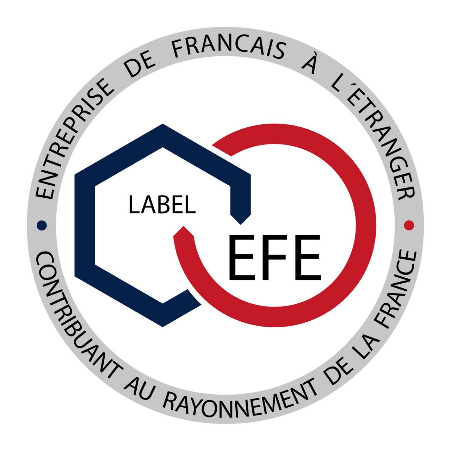 ENTREPRISE DE FRANCAIS À L´ETRANGER
LABEL
EFE
CONTRIBUANT AU RAYONNEMENT DE LA FRANCE